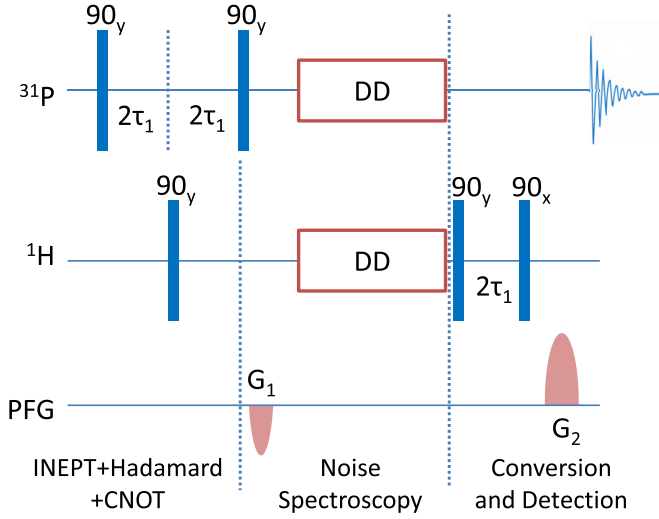 90y 90y
³¹P 2τ₁ 2τ₁ DD
90y 90y 90x
¹H DD 2τ₁
G₁
PFG G₂
INEPT+Hadamard
+CNOT
Noise
Spectroscopy
Conversion
and Detection